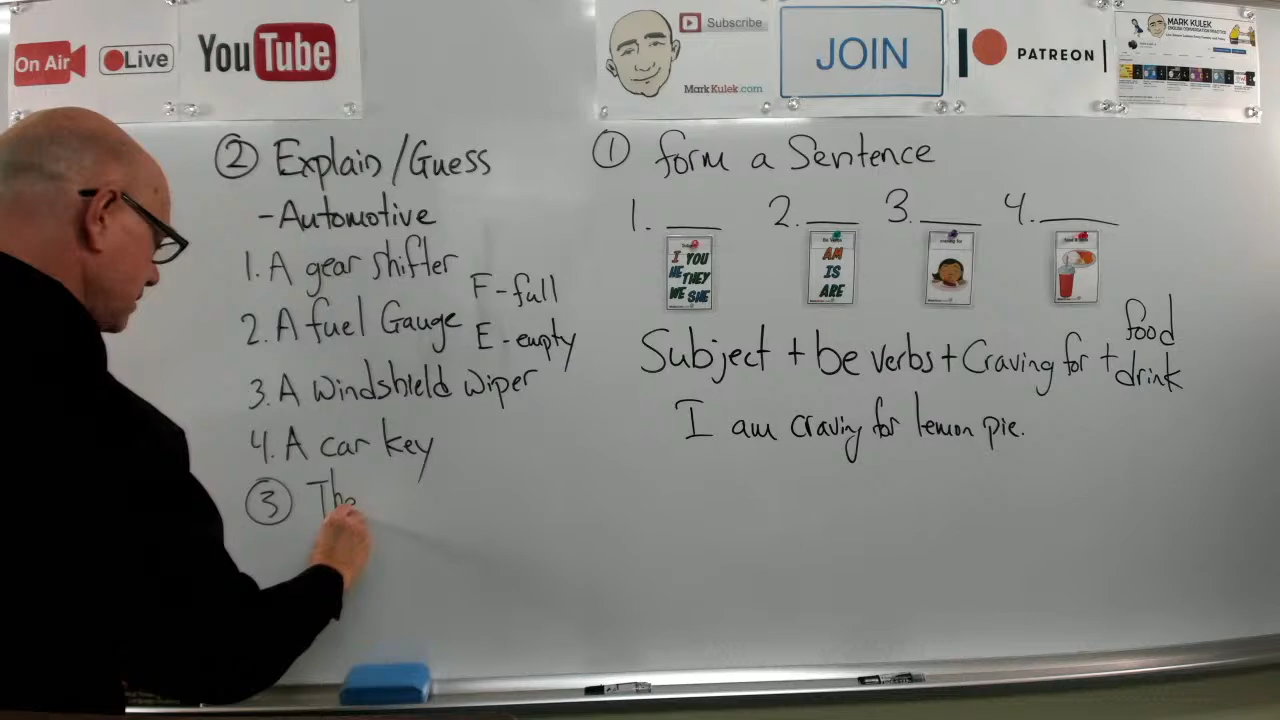 On Air
Live
YouTube
Subscribe
MarkKulek.com
JOIN
PATREON
MARK KULEK
② Explain/Guess
-Automotive
1. A gear shifter
2. A fuel Gauge
F-full
E-empty
3. A windshield wiper
4. A car key
③ The
① form a Sentence
1. ___ 2. ___ 3. ___ 4. ___
I YOU
HE THEY
WE SHE
AM
IS
ARE
craving for
Subject + be verbs + Craving for + food
drink
I am craving for lemon pie.